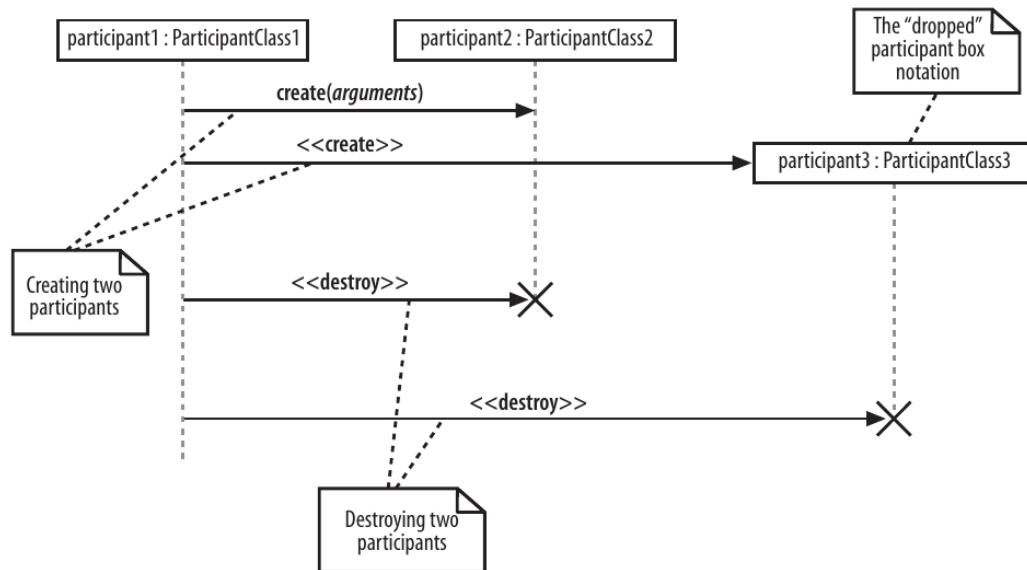 participant1 : ParticipantClass1
participant2 : ParticipantClass2
The “dropped”
participant box
notation
create(arguments)
<<create>>
participant3 : ParticipantClass3
Creating two
participants
<<destroy>>
<<destroy>>
Destroying two
participants